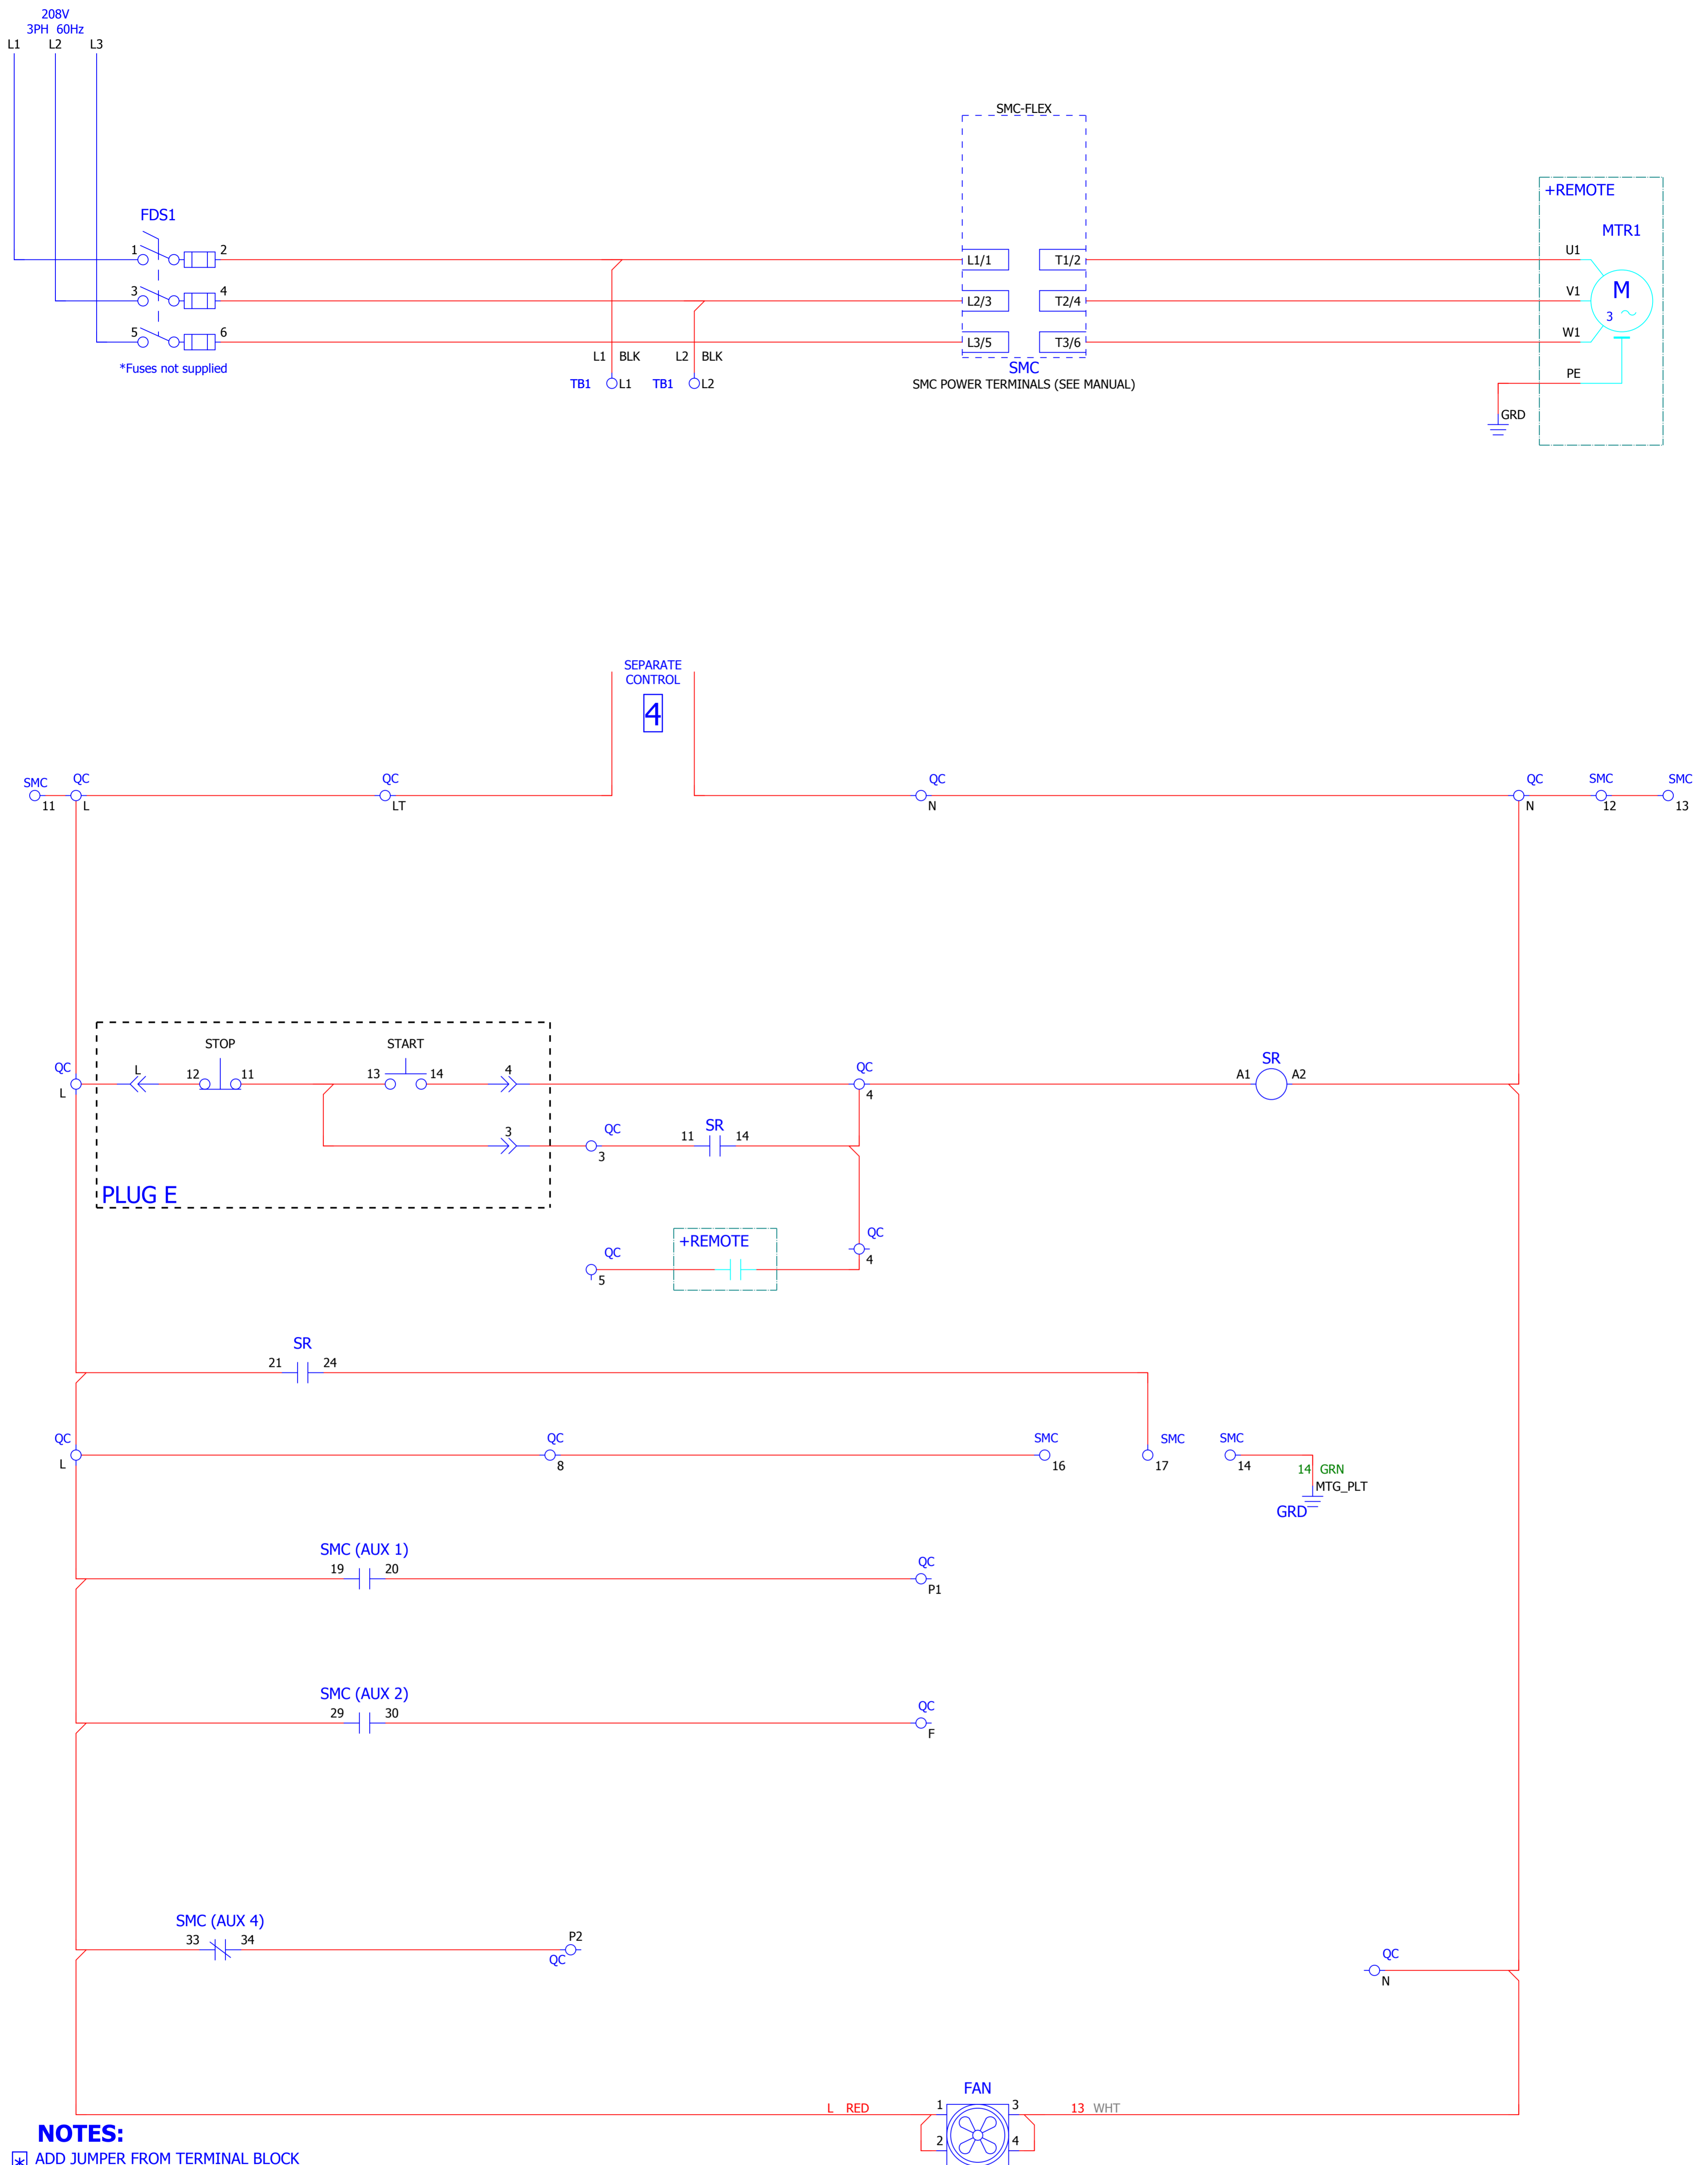 208V
3PH 60Hz
L1 L2 L3
SMC-FLEX
+REMOTE
MTR1
FDS1
1 2
3 4
5 6
L1/1 T1/2
L2/3 T2/4
L3/5 T3/6
U1
V1
W1
M
3
PE
GRD
*Fuses not supplied
L1 BLK L2 BLK
TB1 L1 TB1 L2
SMC
SMC POWER TERMINALS (SEE MANUAL)
SEPARATE
CONTROL
4
SMC QC QC QC QC SMC SMC
11 L LT N N 12 13
STOP START
QC L 12 11 13 14 4 QC SR
L 4 A1 A2
3 QC SR
3 11 14
PLUG E
+REMOTE
QC QC
5 4
SR
21 24
QC QC SMC SMC SMC
L 8 16 17 14
14 GRN
MTG_PLT
GRD
SMC (AUX 1)
19 20 QC
P1
SMC (AUX 2)
29 30 QC
F
SMC (AUX 4)
33 34 P2
QC
QC
N
FAN
L RED 1 3 13 WHT
2 4
NOTES:
* ADD JUMPER FROM TERMINAL BLOCK